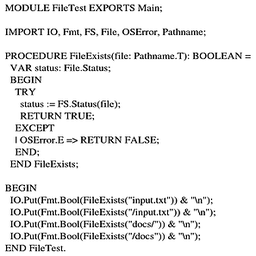 MODULE FileTest EXPORTS Main;
IMPORT IO, Fmt, FS, File, OSError, Pathname;
PROCEDURE FileExists(file: Pathname.T): BOOLEAN =
VAR status: File.Status;
BEGIN
TRY
status := FS.Status(file);
RETURN TRUE;
EXCEPT
| OSError.E => RETURN FALSE;
END;
END FileExists;
BEGIN
IO.Put(Fmt.Bool(FileExists("input.txt")) & "\n");
IO.Put(Fmt.Bool(FileExists("/input.txt")) & "\n");
IO.Put(Fmt.Bool(FileExists("docs/")) & "\n");
IO.Put(Fmt.Bool(FileExists("/docs")) & "\n");
END FileTest.